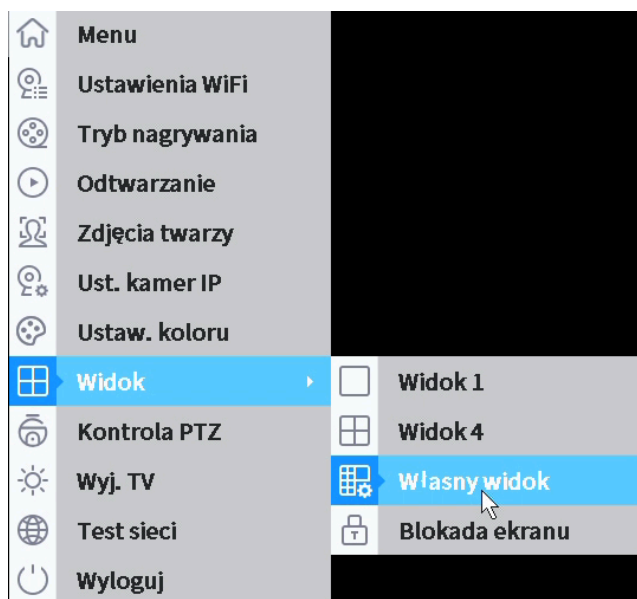 Menu
Ustawienia WiFi
Tryb nagrywania
Odtwarzanie
Zdjęcia twarzy
Ust. kamer IP
Ustaw. koloru
Widok
Kontrola PTZ
Wyj. TV
Test sieci
Wyloguj
Widok 1
Widok 4
Własny widok
Blokada ekranu